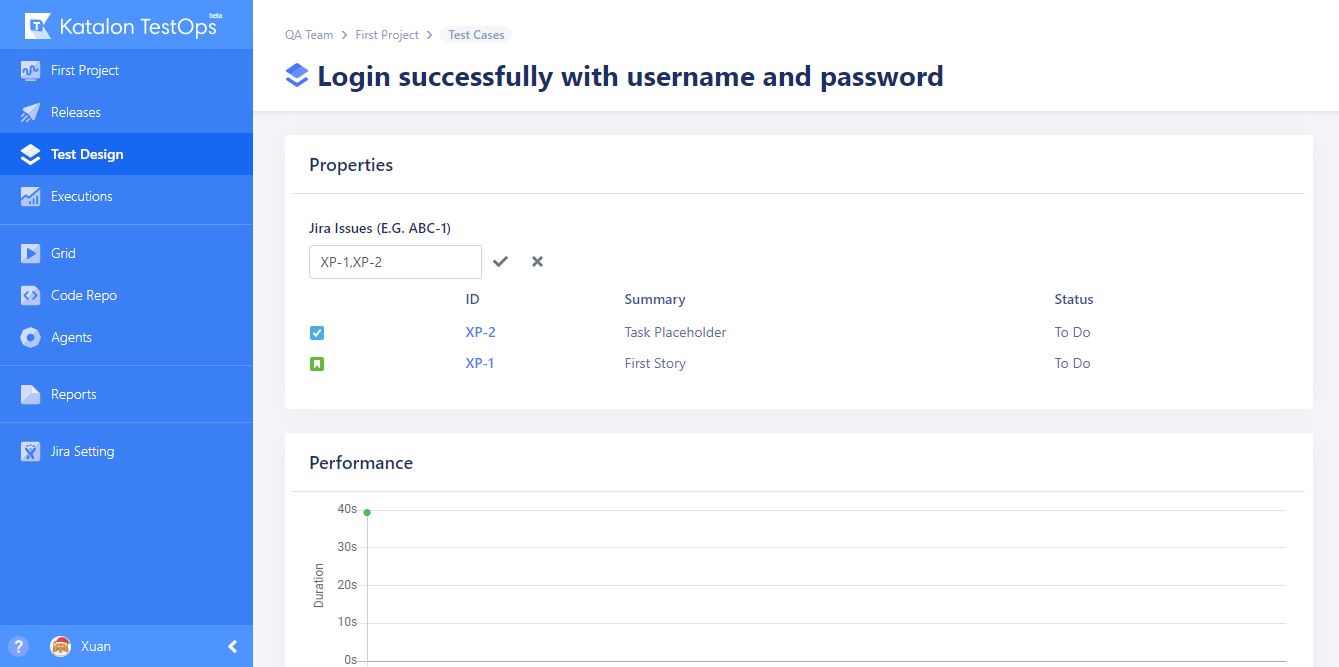 Katalon TestOps beta
First Project
Releases
Test Design
Executions
Grid
Code Repo
Agents
Reports
Jira Setting
? Xuan
QA Team > First Project > Test Cases
Login successfully with username and password
Properties
Jira Issues (E.G. ABC-1)
XP-1,XP-2
ID Summary Status
XP-2 Task Placeholder To Do
XP-1 First Story To Do
Performance
Duration
40s
30s
20s
10s
0s